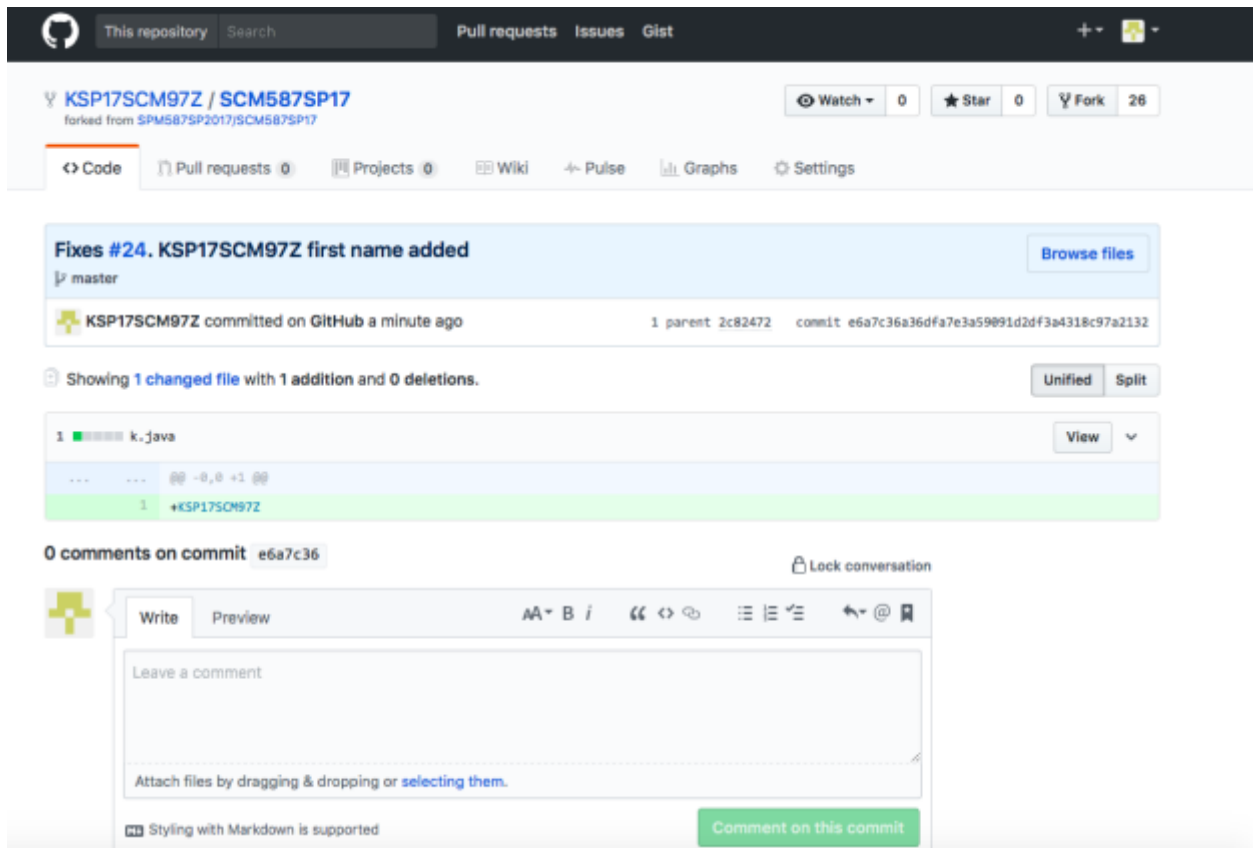 This repository Search Pull requests Issues Gist
KSP17SCM97Z / SCM587SP17 Watch 0 Star 0 Fork 26
forked from SPM587SP2017/SCM587SP17
Code Pull requests 0 Projects 0 Wiki Pulse Graphs Settings
Fixes #24. KSP17SCM97Z first name added
Browse files
master
KSP17SCM97Z committed on GitHub a minute ago 1 parent 2c82472 commit e6a7c36a36dfa7e3a59091d2df3a4318c97a2132
Showing 1 changed file with 1 addition and 0 deletions. Unified Split
1 k.java View
... ... @@ -0,0 +1 @@
1 +KSP17SCM97Z
0 comments on commit e6a7c36
Lock conversation
Write Preview AA B i “ <> @
Leave a comment
Attach files by dragging & dropping or selecting them.
Styling with Markdown is supported Comment on this commit